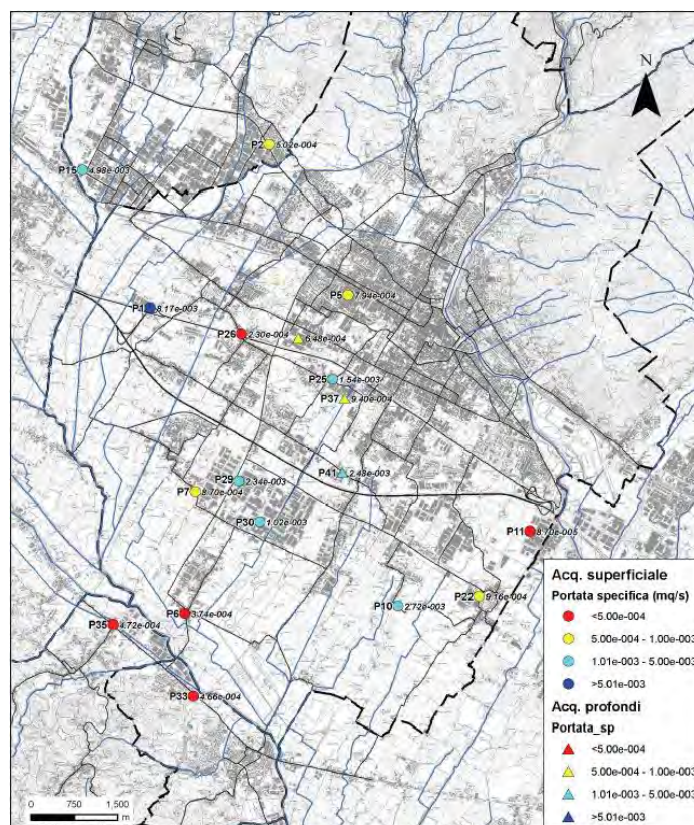 N
P2 5.02e-004
P15 4.98e-003
P5 7.94e-004
8.17e-003
P26 2.30e-004
6.48e-004
P25 1.54e-003
P37 9.40e-004
P41 2.48e-003
P29 2.34e-003
P7 8.70e-004
P30 1.02e-003
P11 8.70e-005
P22 9.16e-004
P10 2.72e-003
P6 3.74e-004
P35 4.72e-004
P33 4.66e-004
Acq. superficiale
Portata specifica (mq/s)
<5.00e-004
5.00e-004 - 1.00e-003
1.01e-003 - 5.00e-003
>5.01e-003
Acq. profondi
Portata_sp
<5.00e-004
5.00e-004 - 1.00e-003
1.01e-003 - 5.00e-003
>5.01e-003
0 750 1,500
m